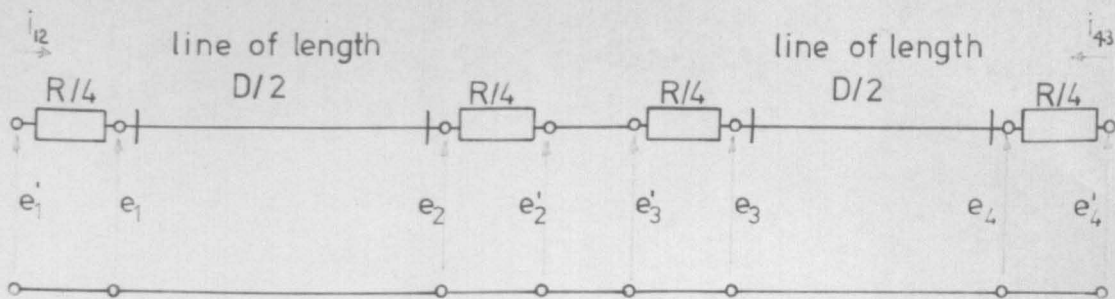 i₁₂ i₄₃
line of length line of length
R/4 D/2 R/4 R/4 D/2 R/4
e'₁ e₁ e₂ e'₂ e'₃ e₃ e₄ e'₄